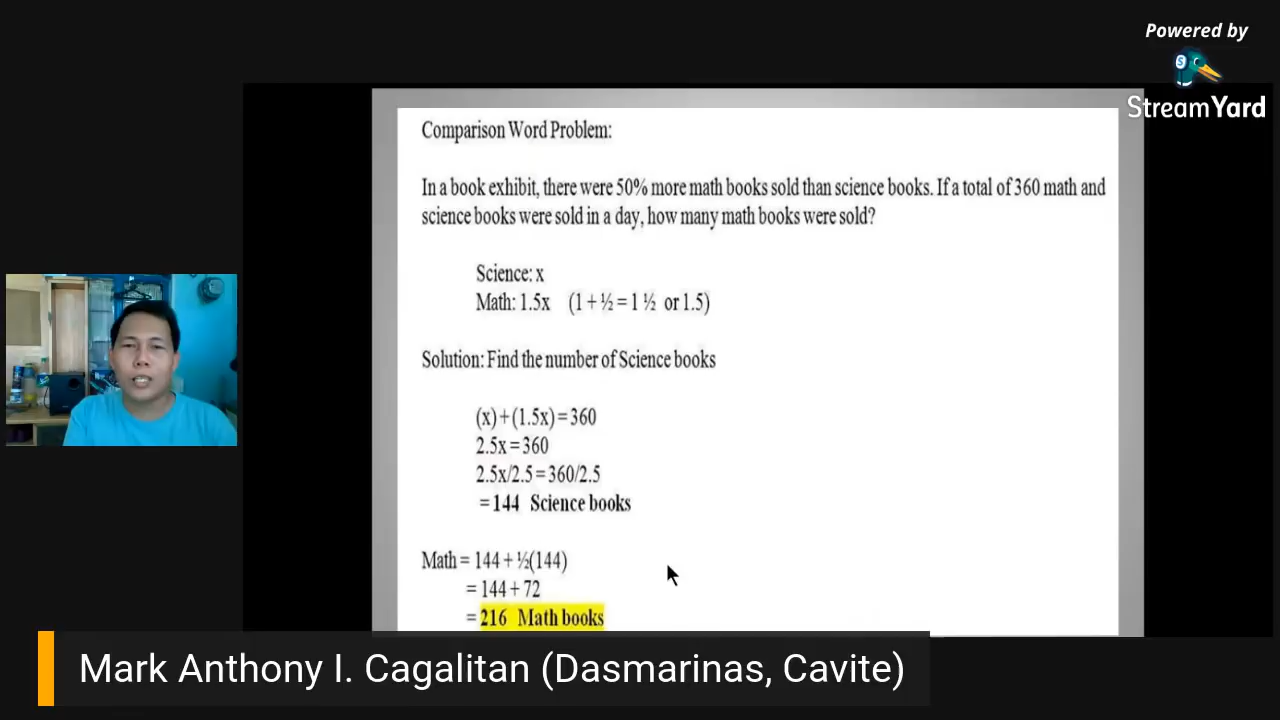 Powered by
StreamYard
Comparison Word Problem:
In a book exhibit, there were 50% more math books sold than science books. If a total of 360 math and
science books were sold in a day, how many math books were sold?
Science: x
Math: 1.5x (1 + ½ = 1 ½ or 1.5)
Solution: Find the number of Science books
(x) + (1.5x) = 360
2.5x = 360
2.5x/2.5 = 360/2.5
= 144 Science books
Math = 144 + ½(144)
= 144 + 72
= 216 Math books
Mark Anthony I. Cagalitan (Dasmarinas, Cavite)